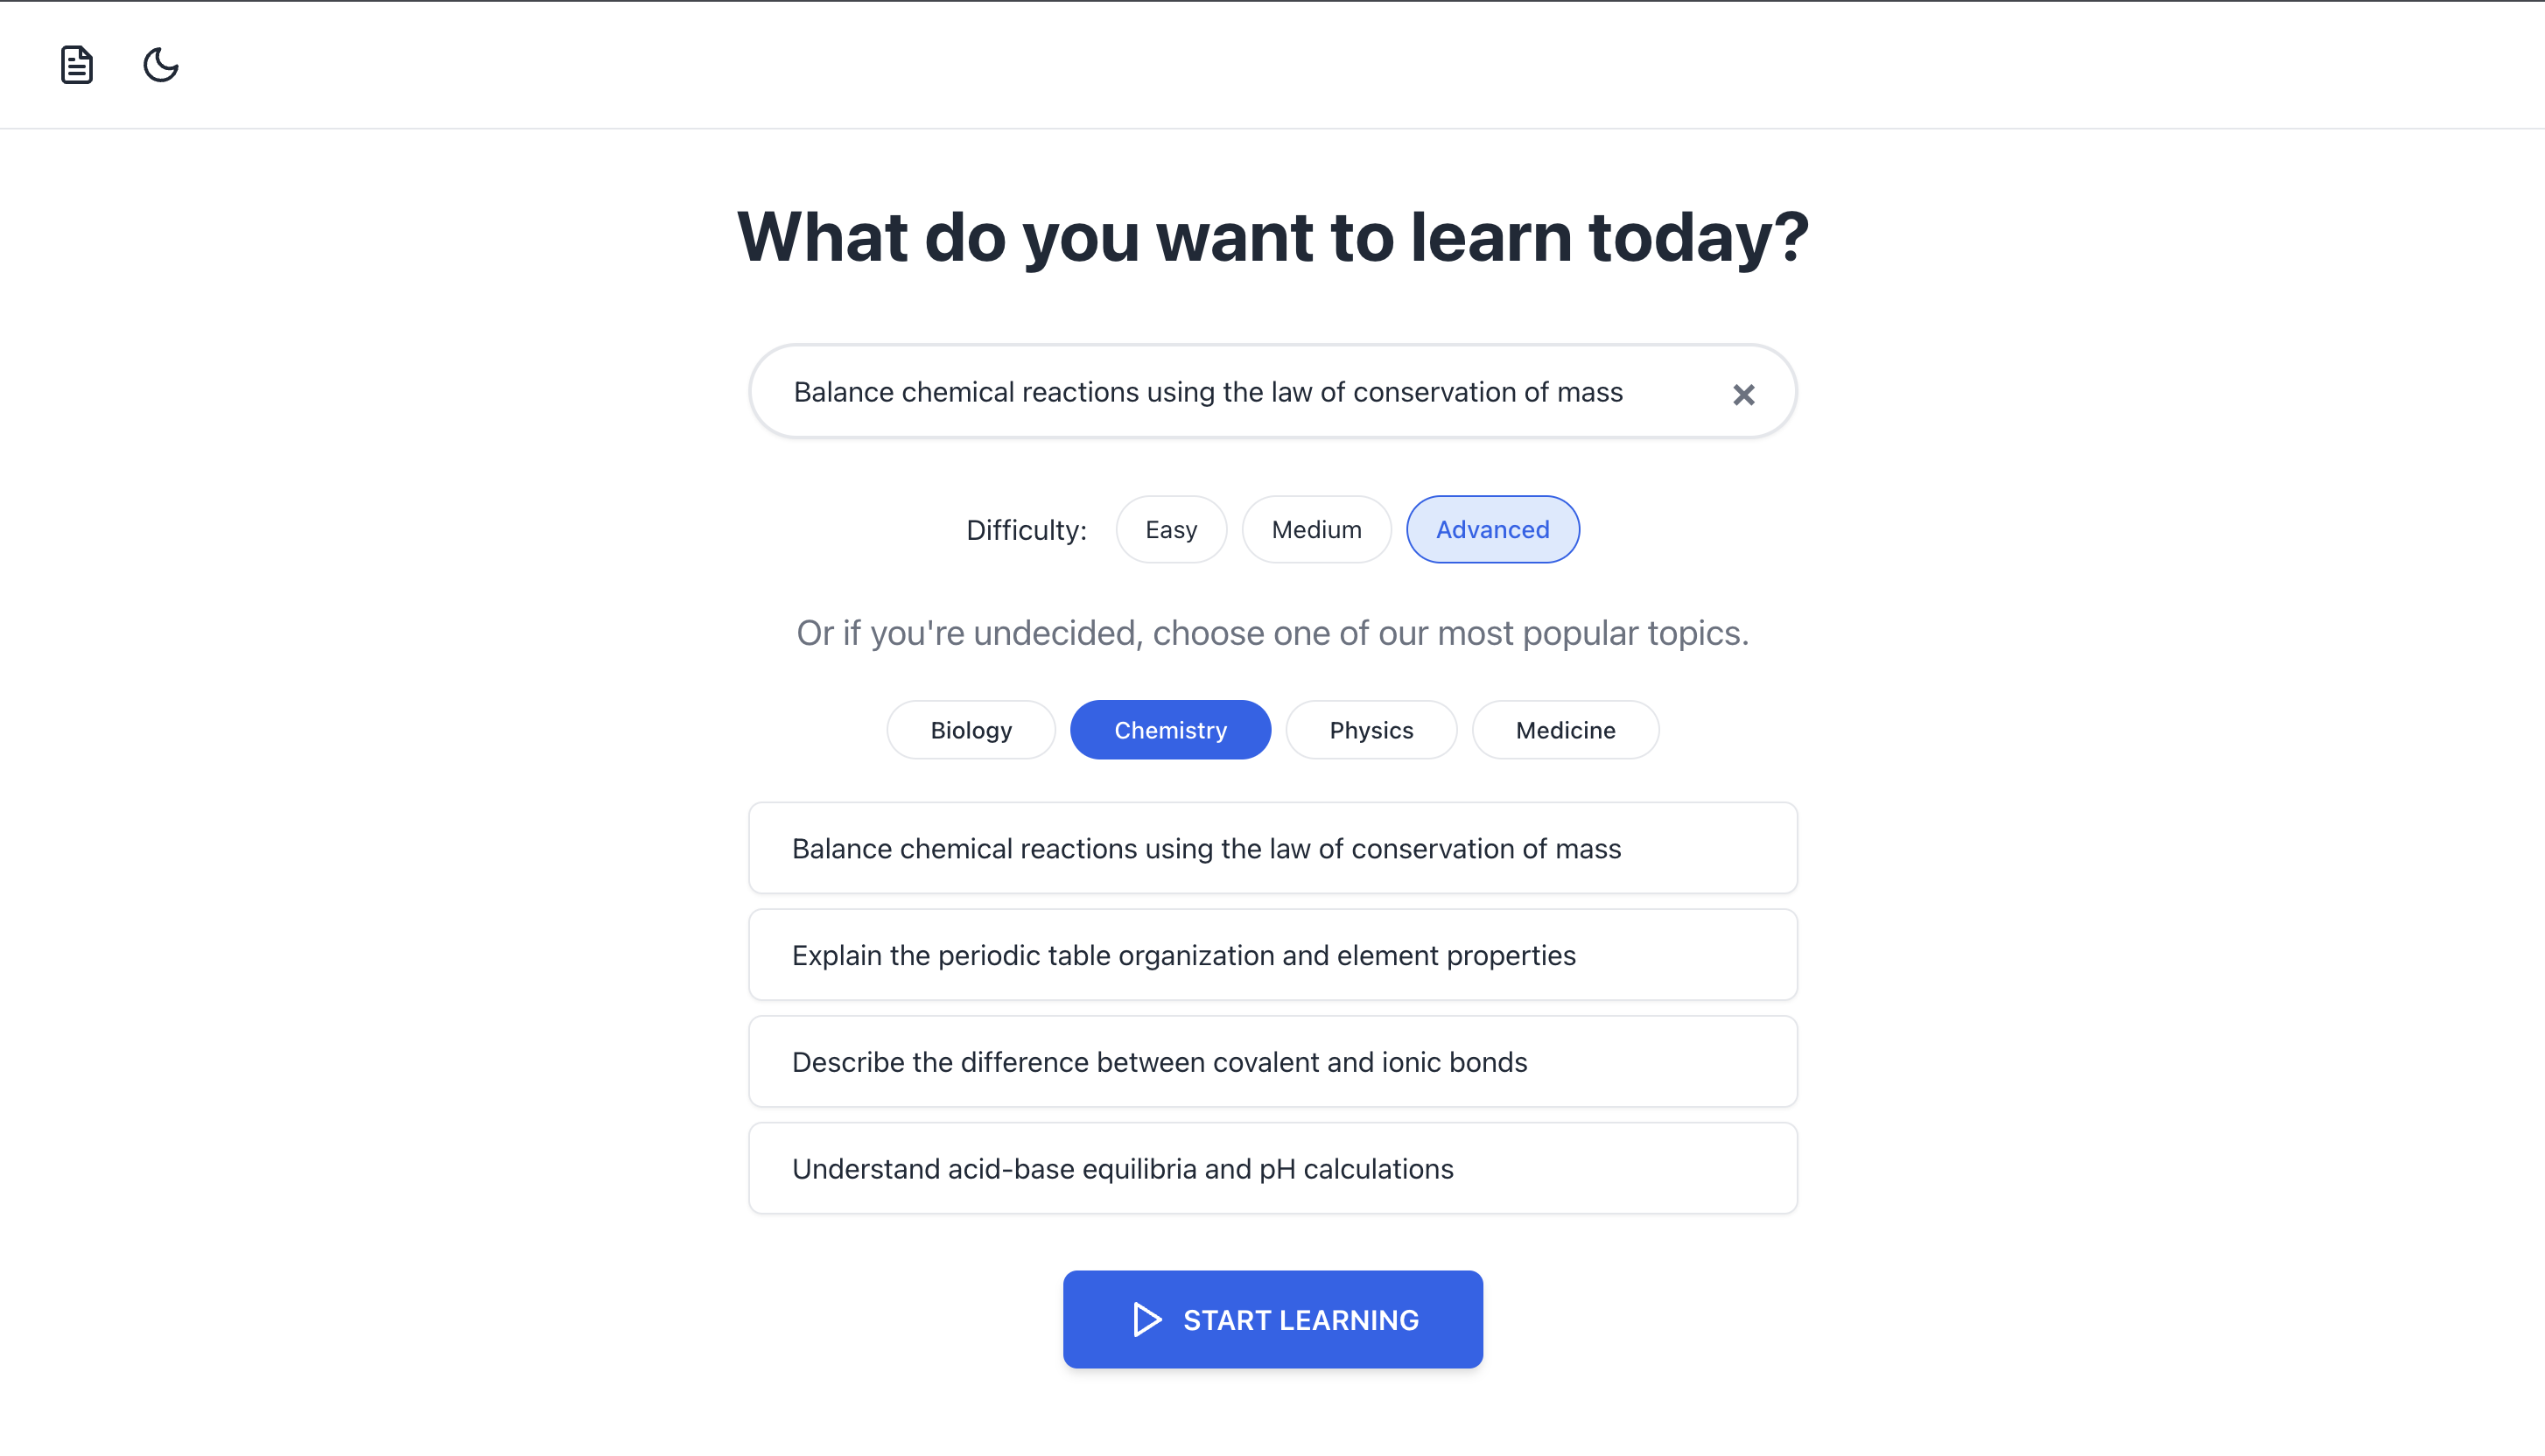 What do you want to learn today?
Balance chemical reactions using the law of conservation of mass
Difficulty: Easy Medium Advanced
Or if you're undecided, choose one of our most popular topics.
Biology Chemistry Physics Medicine
Balance chemical reactions using the law of conservation of mass
Explain the periodic table organization and element properties
Describe the difference between covalent and ionic bonds
Understand acid-base equilibria and pH calculations
START LEARNING